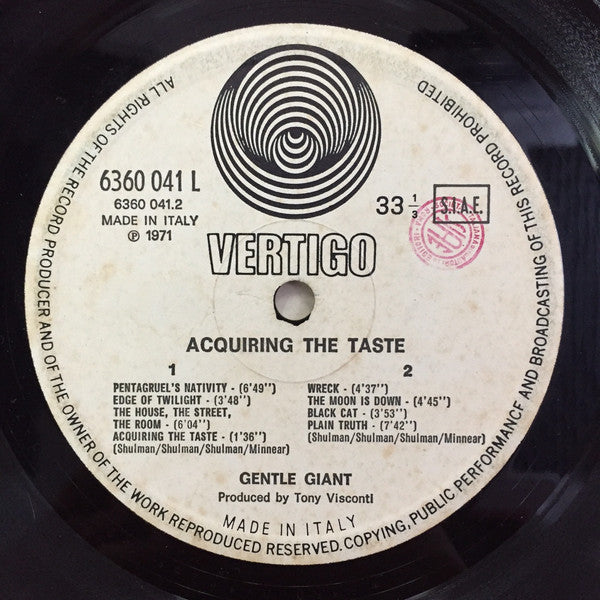 6360 041 L
6360 041.2
MADE IN ITALY
℗ 1971
33 1/3
S.I.A.E.
VERTIGO
ACQUIRING THE TASTE
1
PENTAGRUEL'S NATIVITY - (6'49'')
EDGE OF TWILIGHT - (3'48'')
THE HOUSE, THE STREET,
THE ROOM - (6'04'')
ACQUIRING THE TASTE - (1'36'')
(Shulman/Shulman/Shulman/Minnear)
2
WRECK - (4'37'')
THE MOON IS DOWN - (4'45'')
BLACK CAT - (3'53'')
PLAIN TRUTH - (7'42'')
(Shulman/Shulman/Shulman/Minnear)
GENTLE GIANT
Produced by Tony Visconti
MADE IN ITALY
ALL RIGHTS OF THE RECORD PRODUCER AND OF THE OWNER OF THE WORK REPRODUCED RESERVED. COPYING, PUBLIC PERFORMANCE AND BROADCASTING OF THIS RECORD PROHIBITED